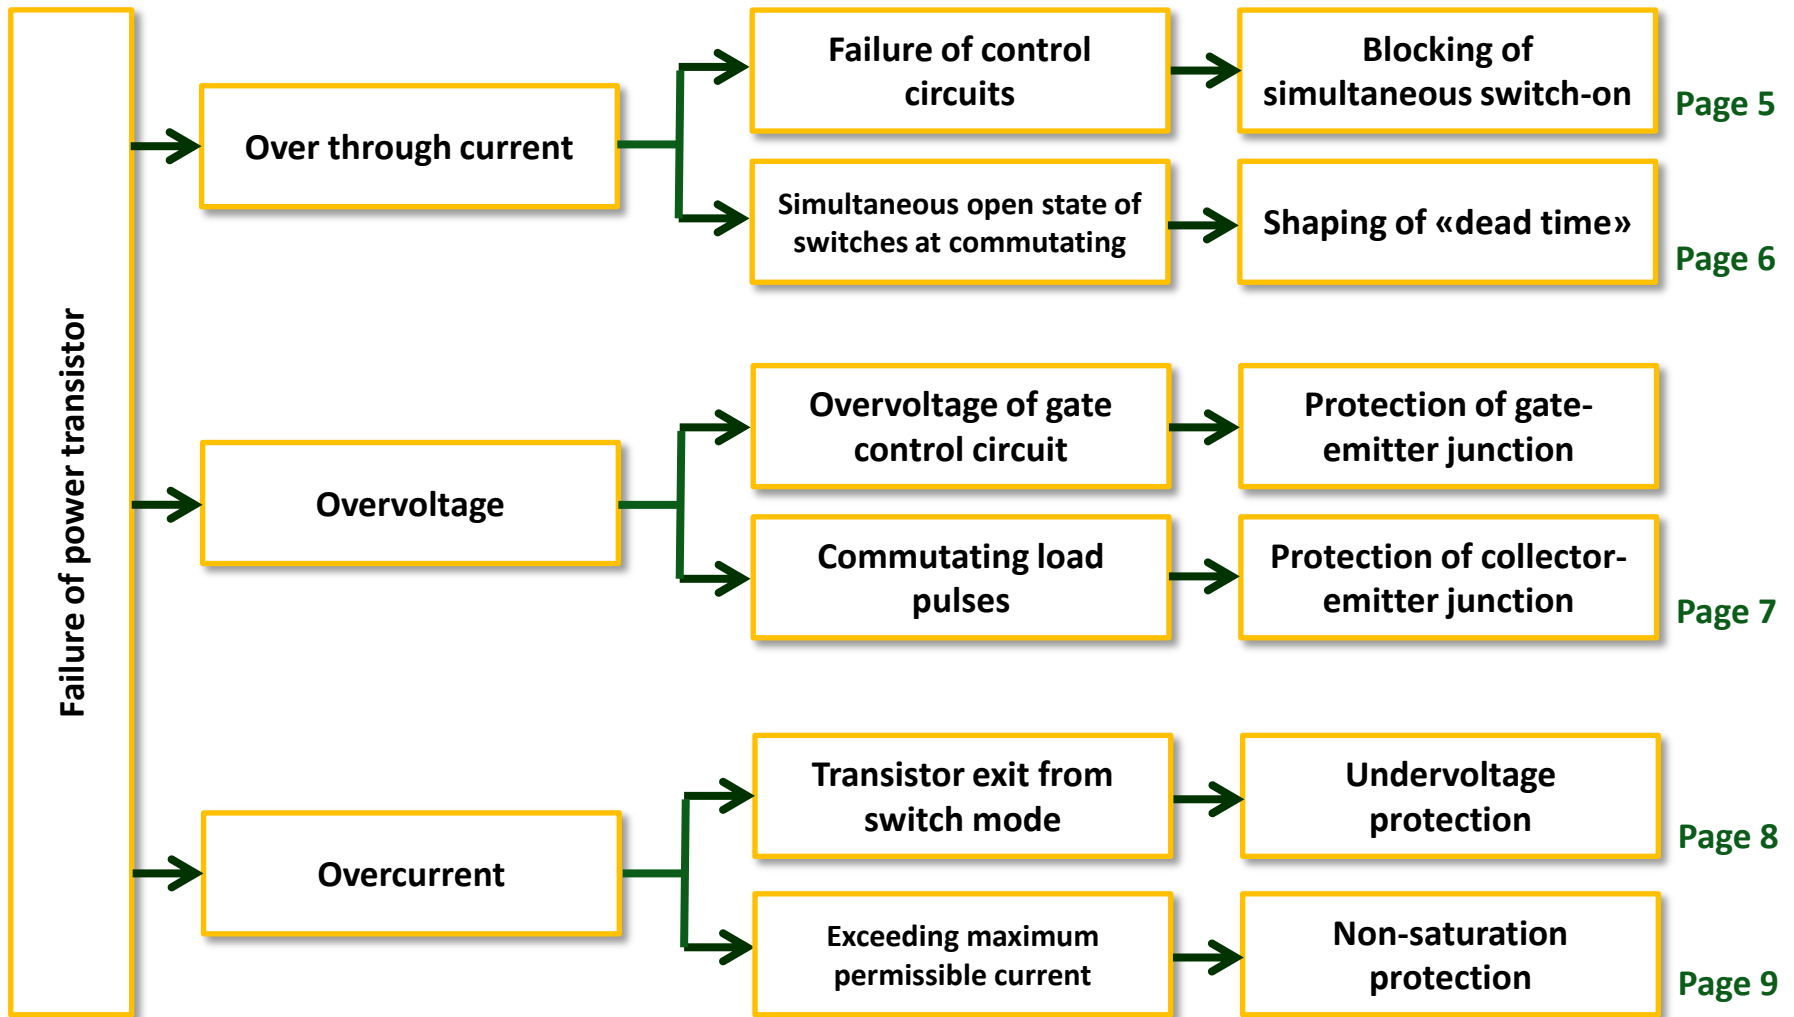 Failure of power transistor
Over through current
Failure of control
circuits
Blocking of
simultaneous switch-on
Page 5
Simultaneous open state of
switches at commutating
Shaping of «dead time»
Page 6
Overvoltage
Overvoltage of gate
control circuit
Protection of gate-
emitter junction
Commutating load
pulses
Protection of collector-
emitter junction
Page 7
Overcurrent
Transistor exit from
switch mode
Undervoltage
protection
Page 8
Exceeding maximum
permissible current
Non-saturation
protection
Page 9